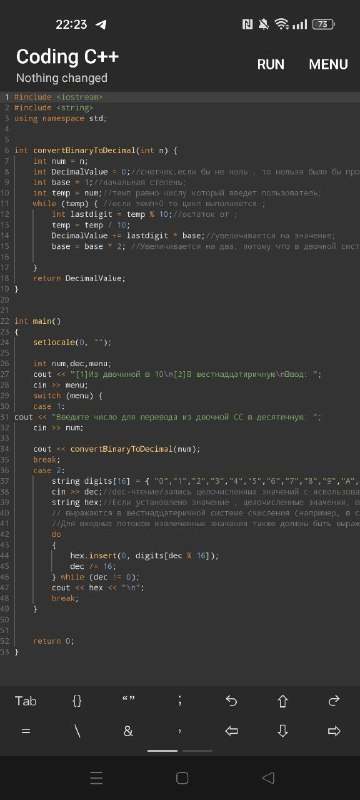 22:23
73
Coding C++
Nothing changed
RUN
MENU
1 #include <iostream>
2 #include <string>
3 using namespace std;
4
5
6 int convertBinaryToDecimal(int n) {
7 int num = n;
8 int DecimalValue = 0;//счетчик,если бы не ноль , то нельзя было бы про
9 int base = 1;//начальная степень;
10 int temp = num;//темп равно числу который введет пользователь;
11 while (temp) { //если temp>0 то цикл выполняется ;
12 int lastdigit = temp % 10;//остаток от ;
13 temp = temp / 10;
14 DecimalValue += lastdigit * base;//увеличивается на значение;
15 base = base * 2; //Увеличивается на два, потому что в двочной сист
16
17 }
18 return DecimalValue;
19 }
20
21
22 int main()
23 {
24 setlocale(0, "");
25
26 int num,dec,menu;
27 cout << "[1]Из двочиной в 10\n[2]В шестнадцатиричную\nВвод: ";
28 cin >> menu;
29 switch (menu) {
30 case 1:
31 cout << "Введите число для перевода из двочной СС в десятичную: ";
32 cin >> num;
33
34 cout << convertBinaryToDecimal(num);
35 break;
36 case 2:
37 string digits[16] = { "0","1","2","3","4","5","6","7","8","9","A",
38 cin >> dec;//dec-чтение/запись целочисленных значений с использова
39 string hex;//Если установлено значение , целочисленные значения, в
40 // выражаются в шестнадцатеричной системе счисления (например, в с
41 //Для входных потоков извлеченные значения также должны быть выраж
42 do
43 {
44 hex.insert(0, digits[dec % 16]);
45 dec /= 16;
46 } while (dec != 0);
47 cout << hex << "\n";
48 break;
49 }
50
51
52 return 0;
53 }
Tab {} “” ;
= \ & ,